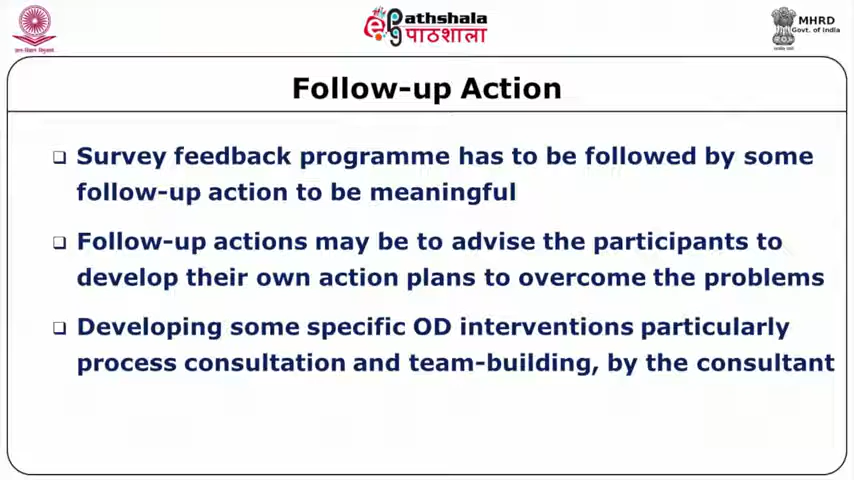 ePathshala
पाठशाला
MHRD
Govt. of India
Follow-up Action
❑ Survey feedback programme has to be followed by some
follow-up action to be meaningful
❑ Follow-up actions may be to advise the participants to
develop their own action plans to overcome the problems
❑ Developing some specific OD interventions particularly
process consultation and team-building, by the consultant